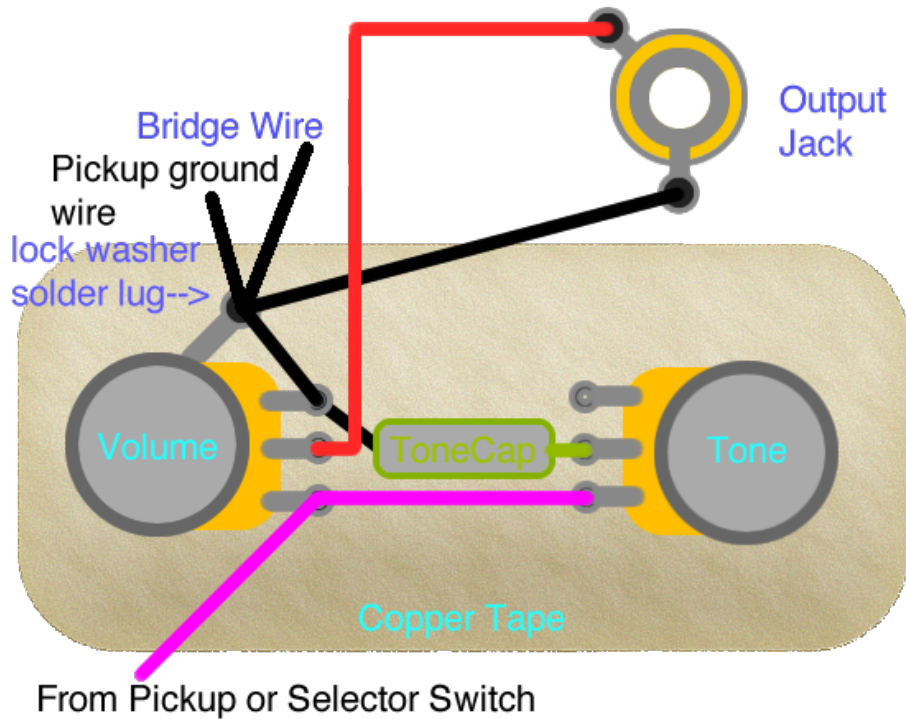 Output
Jack
Bridge Wire
Pickup ground
wire
lock washer
solder lug-->
Volume
ToneCap
Tone
Copper Tape
From Pickup or Selector Switch